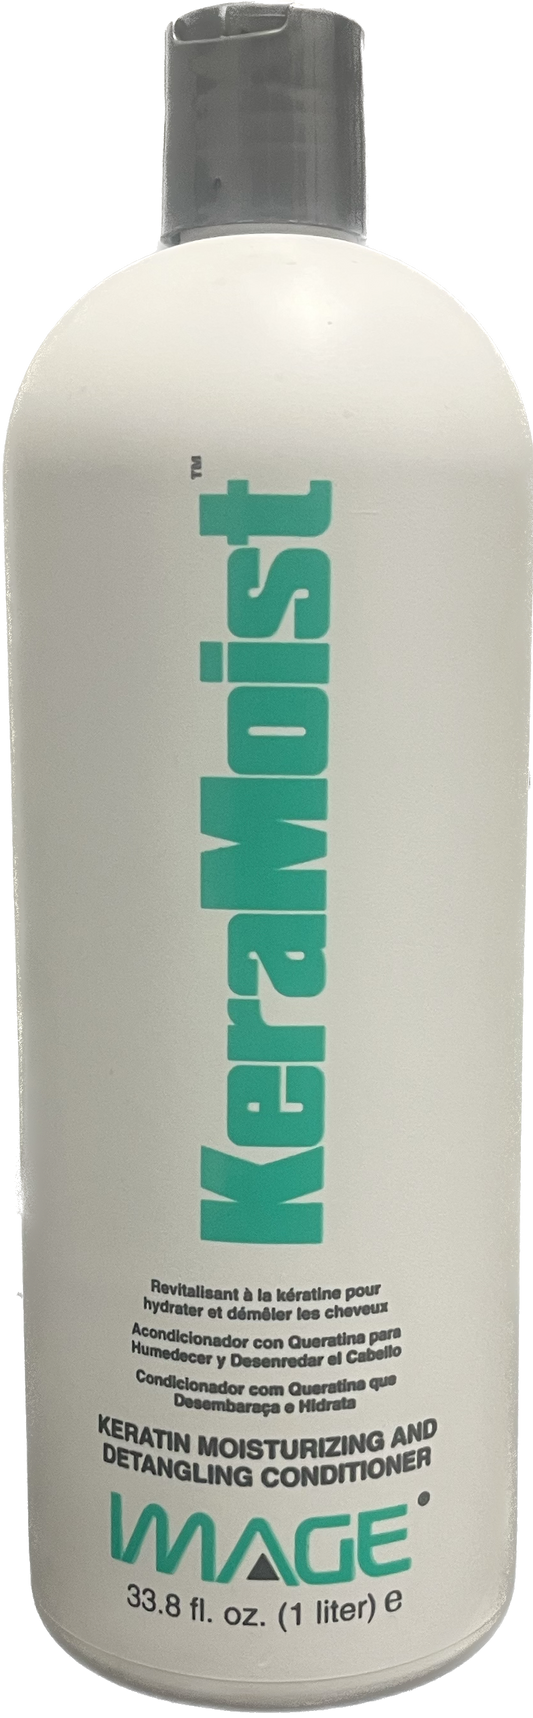 KeraMoist™
Revitalisant à la kératine pour
hydrater et démêler les cheveux
Acondicionador con Queratina para
Humedecer y Desenredar el Cabello
Condicionador com Queratina que
Desembaraça e Hidrata
KERATIN MOISTURIZING AND
DETANGLING CONDITIONER
IMAGE
33.8 fl. oz. (1 liter) e